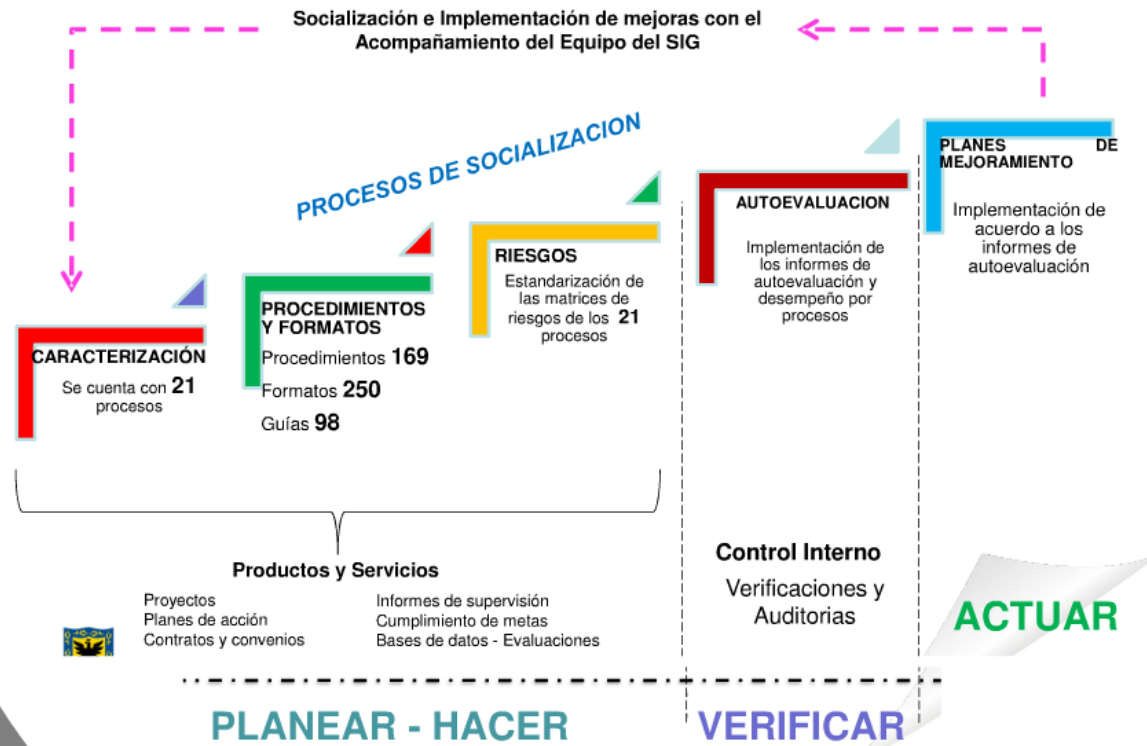 Socialización e Implementación de mejoras con el
Acompañamiento del Equipo del SIG
PROCESOS DE SOCIALIZACION
CARACTERIZACIÓN
Se cuenta con 21
procesos
PROCEDIMIENTOS
Y FORMATOS
Procedimientos 169
Formatos 250
Guías 98
RIESGOS
Estandarización de
las matrices de
riesgos de los 21
procesos
AUTOEVALUACION
Implementación de
los informes de
autoevaluación y
desempeño por
procesos
PLANES DE
MEJORAMIENTO
Implementación de
acuerdo a los
informes de
autoevaluación
Productos y Servicios
Proyectos
Planes de acción
Contratos y convenios
Informes de supervisión
Cumplimiento de metas
Bases de datos - Evaluaciones
Control Interno
Verificaciones y
Auditorias
ACTUAR
PLANEAR - HACER
VERIFICAR